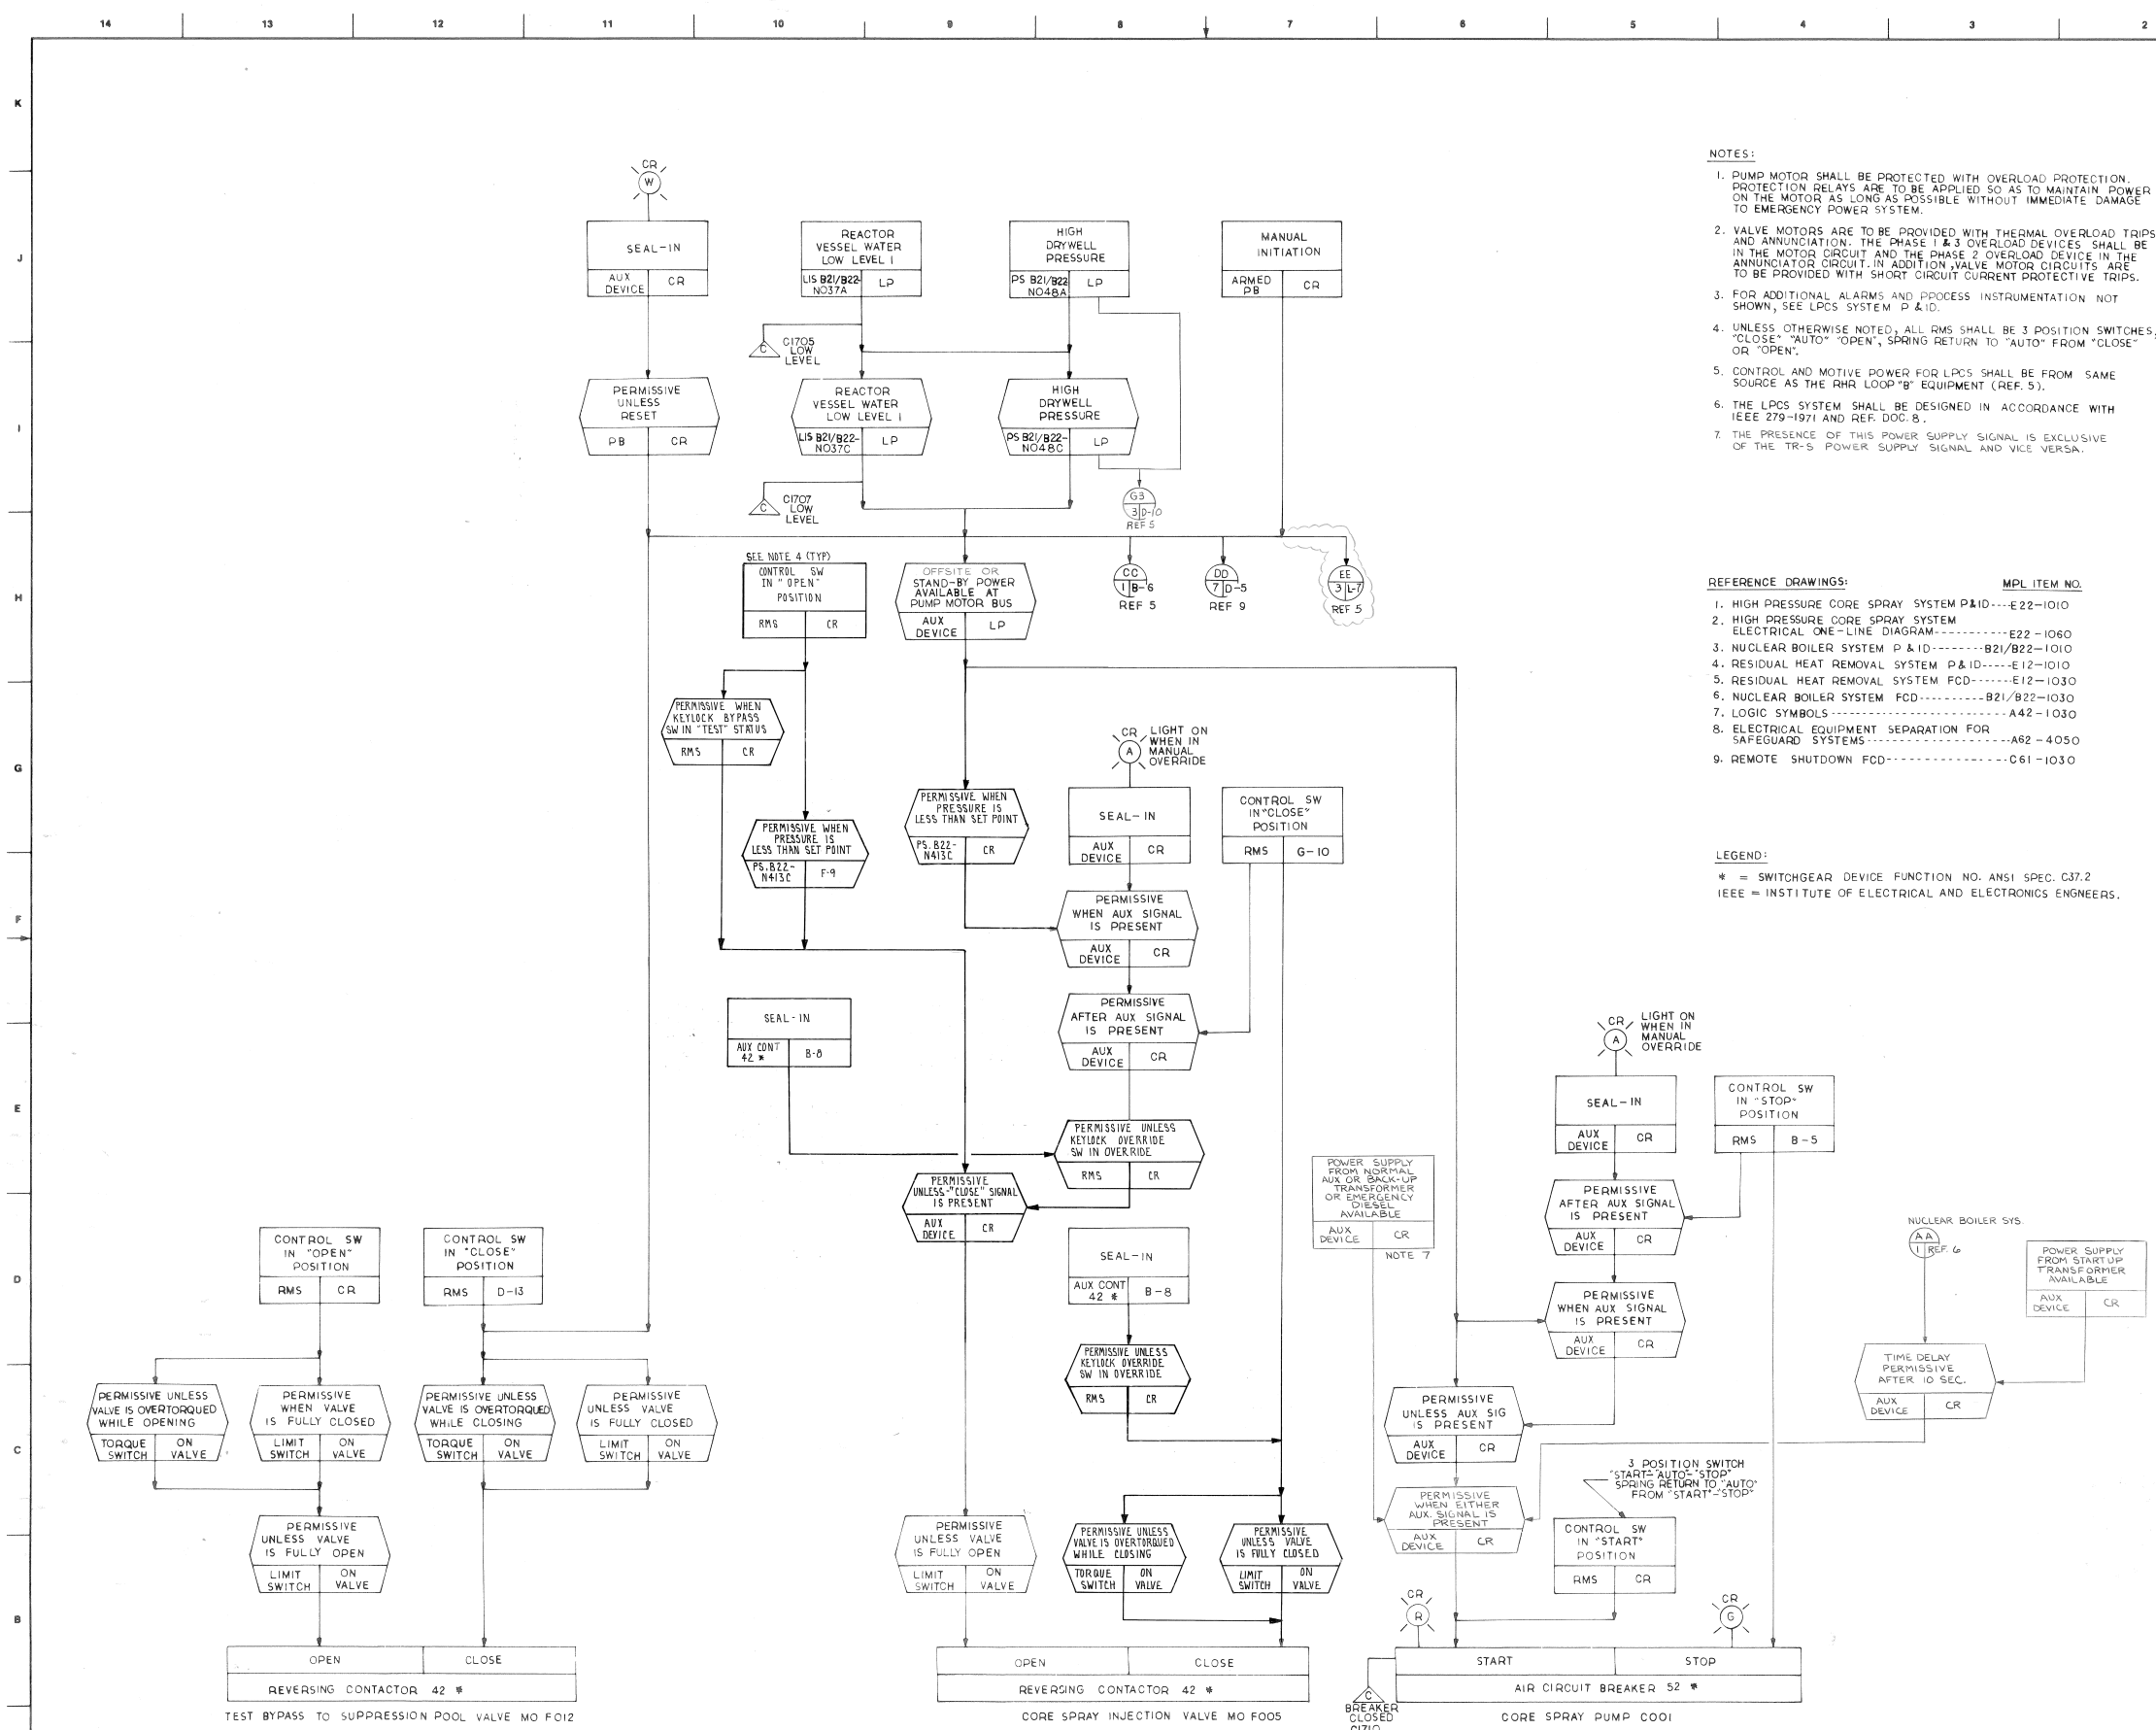 14 13 12 11 10 9 8 7 6 5 4 3 2
K
J
I
H
G
F
E
D
C
B
CR
W
SEAL-IN
AUX DEVICE
CR
REACTOR
VESSEL WATER
LOW LEVEL 1
LIS B21/B22-
N037A
LP
HIGH
DRYWELL
PRESSURE
PS B21/B22-
N048A
LP
MANUAL
INITIATION
ARMED
PB
CR
C
C1705
LOW
LEVEL
PERMISSIVE
UNLESS
RESET
PB
CR
REACTOR
VESSEL WATER
LOW LEVEL 1
LIS B21/B22-
N037C
LP
HIGH
DRYWELL
PRESSURE
PS B21/B22-
N048C
LP
C
C1707
LOW
LEVEL
G3
3 D-10
REF 5
SEE NOTE 4 (TYP)
CONTROL SW
IN "OPEN"
POSITION
RMS
CR
OFFSITE OR
STAND-BY POWER
AVAILABLE AT
PUMP MOTOR BUS
AUX
DEVICE
LP
CC
1 B-6
REF 5
DD
7 D-5
REF 9
EE
3 L-7
REF 5
PERMISSIVE WHEN
KEYLOCK BYPASS
SW IN "TEST" STATUS
RMS
CR
CR
A
LIGHT ON
WHEN IN
MANUAL
OVERRIDE
PERMISSIVE WHEN
PRESSURE IS
LESS THAN SET POINT
PS.B22-
N413C
F-9
PERMISSIVE WHEN
PRESSURE IS
LESS THAN SET POINT
PS.B22-
N413C
CR
SEAL-IN
AUX
DEVICE
CR
CONTROL SW
IN "CLOSE"
POSITION
RMS
G-10
PERMISSIVE
WHEN AUX SIGNAL
IS PRESENT
AUX
DEVICE
CR
SEAL-IN
AUX CONT
42 *
B-8
PERMISSIVE
AFTER AUX SIGNAL
IS PRESENT
AUX
DEVICE
CR
PERMISSIVE UNLESS
KEYLOCK OVERRIDE
SW IN OVERRIDE
RMS
CR
PERMISSIVE
UNLESS-"CLOSE" SIGNAL
IS PRESENT
AUX
DEVICE
CR
SEAL-IN
AUX CONT
42 *
B-8
PERMISSIVE UNLESS
KEYLOCK OVERRIDE
SW IN OVERRIDE
RMS
CR
CR
A
LIGHT ON
WHEN IN
MANUAL
OVERRIDE
SEAL-IN
AUX
DEVICE
CR
CONTROL SW
IN "STOP"
POSITION
RMS
B-5
POWER SUPPLY
FROM NORMAL
AUX OR BACK-UP
TRANSFORMER
OR EMERGENCY
DIESEL
AVAILABLE
AUX
DEVICE
CR
NOTE 7
PERMISSIVE
AFTER AUX SIGNAL
IS PRESENT
AUX
DEVICE
CR
PERMISSIVE
WHEN AUX SIGNAL
IS PRESENT
AUX
DEVICE
CR
NUCLEAR BOILER SYS.
AA
1 REF. 6
POWER SUPPLY
FROM STARTUP
TRANSFORMER
AVAILABLE
AUX
DEVICE
CR
TIME DELAY
PERMISSIVE
AFTER 10 SEC.
AUX
DEVICE
CR
PERMISSIVE
UNLESS AUX SIG
IS PRESENT
AUX
DEVICE
CR
PERMISSIVE
WHEN EITHER
AUX. SIGNAL IS
PRESENT
AUX
DEVICE
CR
3 POSITION SWITCH
"START"-"AUTO"-"STOP"
SPRING RETURN TO "AUTO"
FROM "START"-"STOP"
CONTROL SW
IN "START"
POSITION
RMS
CR
CONTROL SW
IN "OPEN"
POSITION
RMS
CR
CONTROL SW
IN "CLOSE"
POSITION
RMS
D-13
PERMISSIVE UNLESS
VALVE IS OVERTORQUED
WHILE OPENING
TORQUE
SWITCH
ON
VALVE
PERMISSIVE
WHEN VALVE
IS FULLY CLOSED
LIMIT
SWITCH
ON
VALVE
PERMISSIVE UNLESS
VALVE IS OVERTORQUED
WHILE CLOSING
TORQUE
SWITCH
ON
VALVE
PERMISSIVE
UNLESS VALVE
IS FULLY CLOSED
LIMIT
SWITCH
ON
VALVE
PERMISSIVE
UNLESS VALVE
IS FULLY OPEN
LIMIT
SWITCH
ON
VALVE
PERMISSIVE
UNLESS VALVE
IS FULLY OPEN
LIMIT
SWITCH
ON
VALVE
PERMISSIVE UNLESS
VALVE IS OVERTORQUED
WHILE CLOSING
TORQUE
SWITCH
ON
VALVE
PERMISSIVE
UNLESS VALVE
IS FULLY CLOSED
LIMIT
SWITCH
ON
VALVE
CR
R
CR
G
OPEN
CLOSE
REVERSING CONTACTOR 42 *
TEST BYPASS TO SUPPRESSION POOL VALVE MO F012
OPEN
CLOSE
REVERSING CONTACTOR 42 *
CORE SPRAY INJECTION VALVE MO F005
START
STOP
AIR CIRCUIT BREAKER 52 *
CORE SPRAY PUMP C001
C
BREAKER
CLOSED
C1710
NOTES:
1. PUMP MOTOR SHALL BE PROTECTED WITH OVERLOAD PROTECTION.
PROTECTION RELAYS ARE TO BE APPLIED SO AS TO MAINTAIN POWER
ON THE MOTOR AS LONG AS POSSIBLE WITHOUT IMMEDIATE DAMAGE
TO EMERGENCY POWER SYSTEM.
2. VALVE MOTORS ARE TO BE PROVIDED WITH THERMAL OVERLOAD TRIPS
AND ANNUNCIATION. THE PHASE 1 & 3 OVERLOAD DEVICES SHALL BE
IN THE MOTOR CIRCUIT AND THE PHASE 2 OVERLOAD DEVICE IN THE
ANNUNCIATOR CIRCUIT. IN ADDITION, VALVE MOTOR CIRCUITS ARE
TO BE PROVIDED WITH SHORT CIRCUIT CURRENT PROTECTIVE TRIPS.
3. FOR ADDITIONAL ALARMS AND PPOCESS INSTRUMENTATION NOT
SHOWN, SEE LPCS SYSTEM P & ID.
4. UNLESS OTHERWISE NOTED, ALL RMS SHALL BE 3 POSITION SWITCHES,
"CLOSE" "AUTO" "OPEN", SPRING RETURN TO "AUTO" FROM "CLOSE"
OR "OPEN".
5. CONTROL AND MOTIVE POWER FOR LPCS SHALL BE FROM SAME
SOURCE AS THE RHR LOOP "B" EQUIPMENT (REF. 5).
6. THE LPCS SYSTEM SHALL BE DESIGNED IN ACCORDANCE WITH
IEEE 279-1971 AND REF. DOC. 8.
7. THE PRESENCE OF THIS POWER SUPPLY SIGNAL IS EXCLUSIVE
OF THE TR-S POWER SUPPLY SIGNAL AND VICE VERSA.
REFERENCE DRAWINGS: MPL ITEM NO.
1. HIGH PRESSURE CORE SPRAY SYSTEM P&ID----E22-1010
2. HIGH PRESSURE CORE SPRAY SYSTEM
ELECTRICAL ONE-LINE DIAGRAM-----------E22-1060
3. NUCLEAR BOILER SYSTEM P & ID--------B21/B22-1010
4. RESIDUAL HEAT REMOVAL SYSTEM P&ID-----E12-1010
5. RESIDUAL HEAT REMOVAL SYSTEM FCD-------E12-1030
6. NUCLEAR BOILER SYSTEM FCD----------B21/B22-1030
7. LOGIC SYMBOLS------------------------A42-1030
8. ELECTRICAL EQUIPMENT SEPARATION FOR
SAFEGUARD SYSTEMS-------------------A62-4050
9. REMOTE SHUTDOWN FCD----------------C61-1030
LEGEND:
* = SWITCHGEAR DEVICE FUNCTION NO. ANSI SPEC. C37.2
IEEE = INSTITUTE OF ELECTRICAL AND ELECTRONICS ENGNEERS.